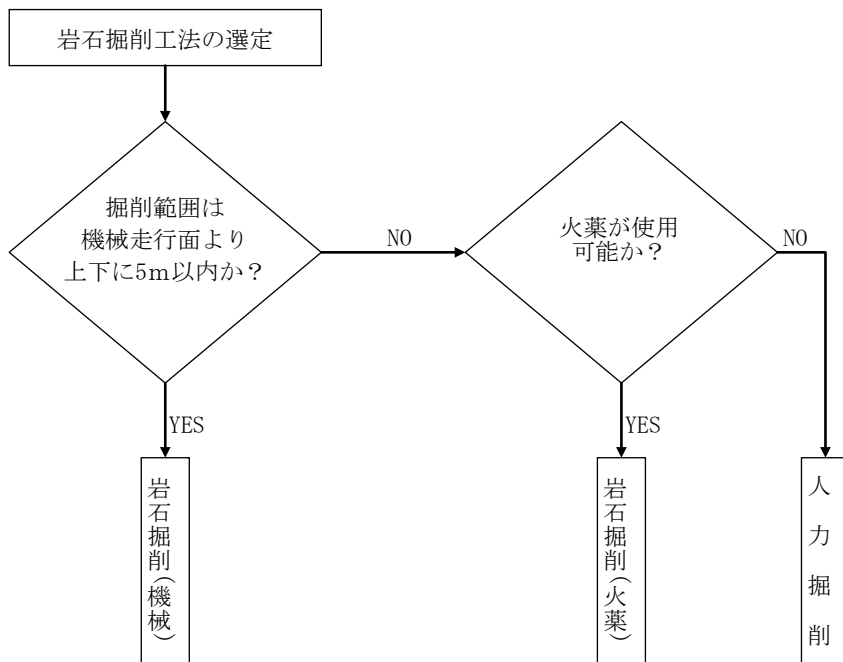 岩石掘削工法の選定
掘削範囲は
機械走行面より
上下に5m以内か？
NO
火薬が使用
可能か？
NO
YES
YES
岩石掘削(機械)
岩石掘削(火薬)
人力掘削